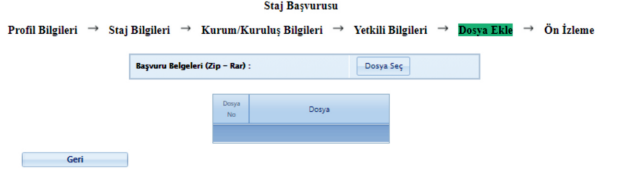 Staj Başvurusu
Profil Bilgileri → Staj Bilgileri → Kurum/Kuruluş Bilgileri → Yetkili Bilgileri → Dosya Ekle → Ön İzleme
Başvuru Belgeleri (Zip – Rar) : Dosya Seç
Dosya No Dosya
Geri